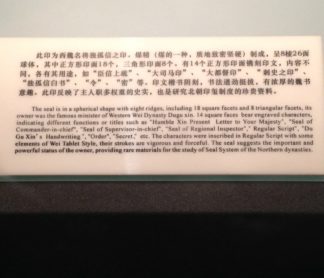 此印为西魏名将独孤信之印，煤精（煤的一种，质地致密坚硬）制成，呈8棱26面
球体，其中正方形印面18个，三角形印面8个。有14个正方形印面镌刻印文，内容不
同，各有其用途，如“臣信上疏”、“大司马印”、“大都督印”、“刺史之印”、
“独孤信白书”、“令”、“密”等。印文楷书阴刻，书法遒劲挺拔，有浓厚的魏书
意趣。此印反映了主人职多权重的史实，也是研究北朝印玺制度的珍贵资料。
The seal is in a spherical shape with eight ridges, including 18 square facets and 8 triangular facets, its
owner was the famous minister of Western Wei Dynasty Dugu xin. 14 square facets bear engraved characters,
indicating different functions or titles such as "Humble Xin Present Letter to Your Majesty", "Seal of
Commander-in-chief", "Seal of Supervisor-in-chief", "Seal of Regional Inspector", Regular Script", "Du
Gu Xin's Handwriting ", "Order", "Secret," etc. The characters were inscribed in Regular Script with some
elements of Wei Tablet Style, their strokes are vigorous and forceful. The seal suggests the important and
powerful status of the owner, providing rare materials for the study of Seal System of the Northern dynasties.